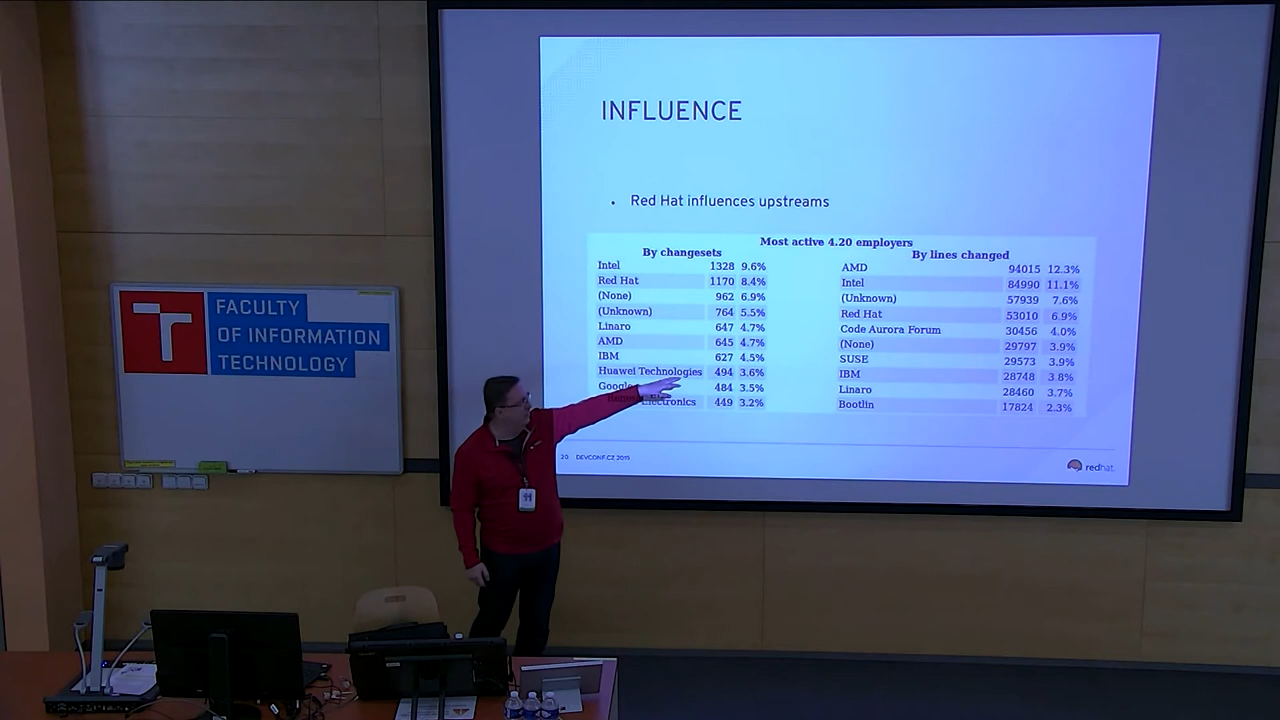 FACULTY
OF INFORMATION
TECHNOLOGY
INFLUENCE
• Red Hat influences upstreams
Most active 4.20 employers
By changesets
Intel 1328 9.6%
Red Hat 1170 8.4%
(None) 962 6.9%
(Unknown) 764 5.5%
Linaro 647 4.7%
AMD 645 4.7%
IBM 627 4.5%
Huawei Technologies 494 3.6%
Google 484 3.5%
Electronics 449 3.2%
By lines changed
AMD 94015 12.3%
Intel 84990 11.1%
(Unknown) 57939 7.6%
Red Hat 53010 6.9%
Code Aurora Forum 30456 4.0%
(None) 29797 3.9%
SUSE 29573 3.9%
IBM 28748 3.8%
Linaro 28460 3.7%
Bootlin 17824 2.3%
20 DEVCONF.CZ 2019
redhat.